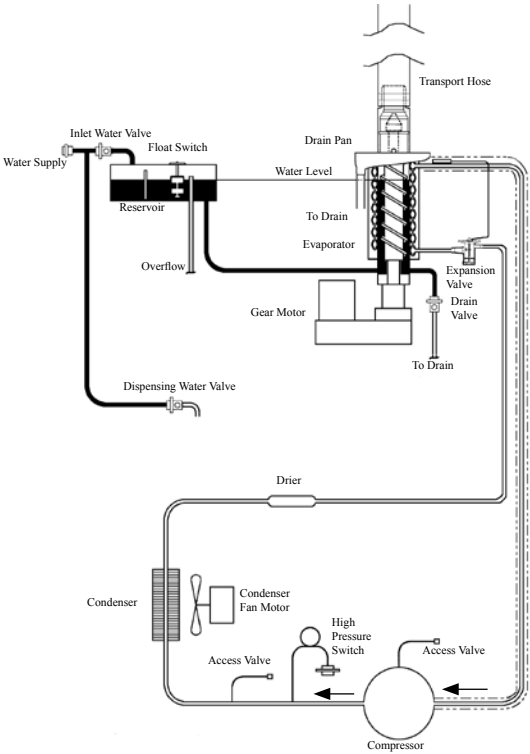 Transport Hose
Inlet Water Valve
Float Switch
Drain Pan
Water Supply
Water Level
Reservoir
To Drain
Evaporator
Overflow
Expansion
Valve
Gear Motor
Drain
Valve
To Drain
Dispensing Water Valve
Drier
Condenser
Condenser
Fan Motor
High
Pressure
Switch
Access Valve
Access Valve
Compressor